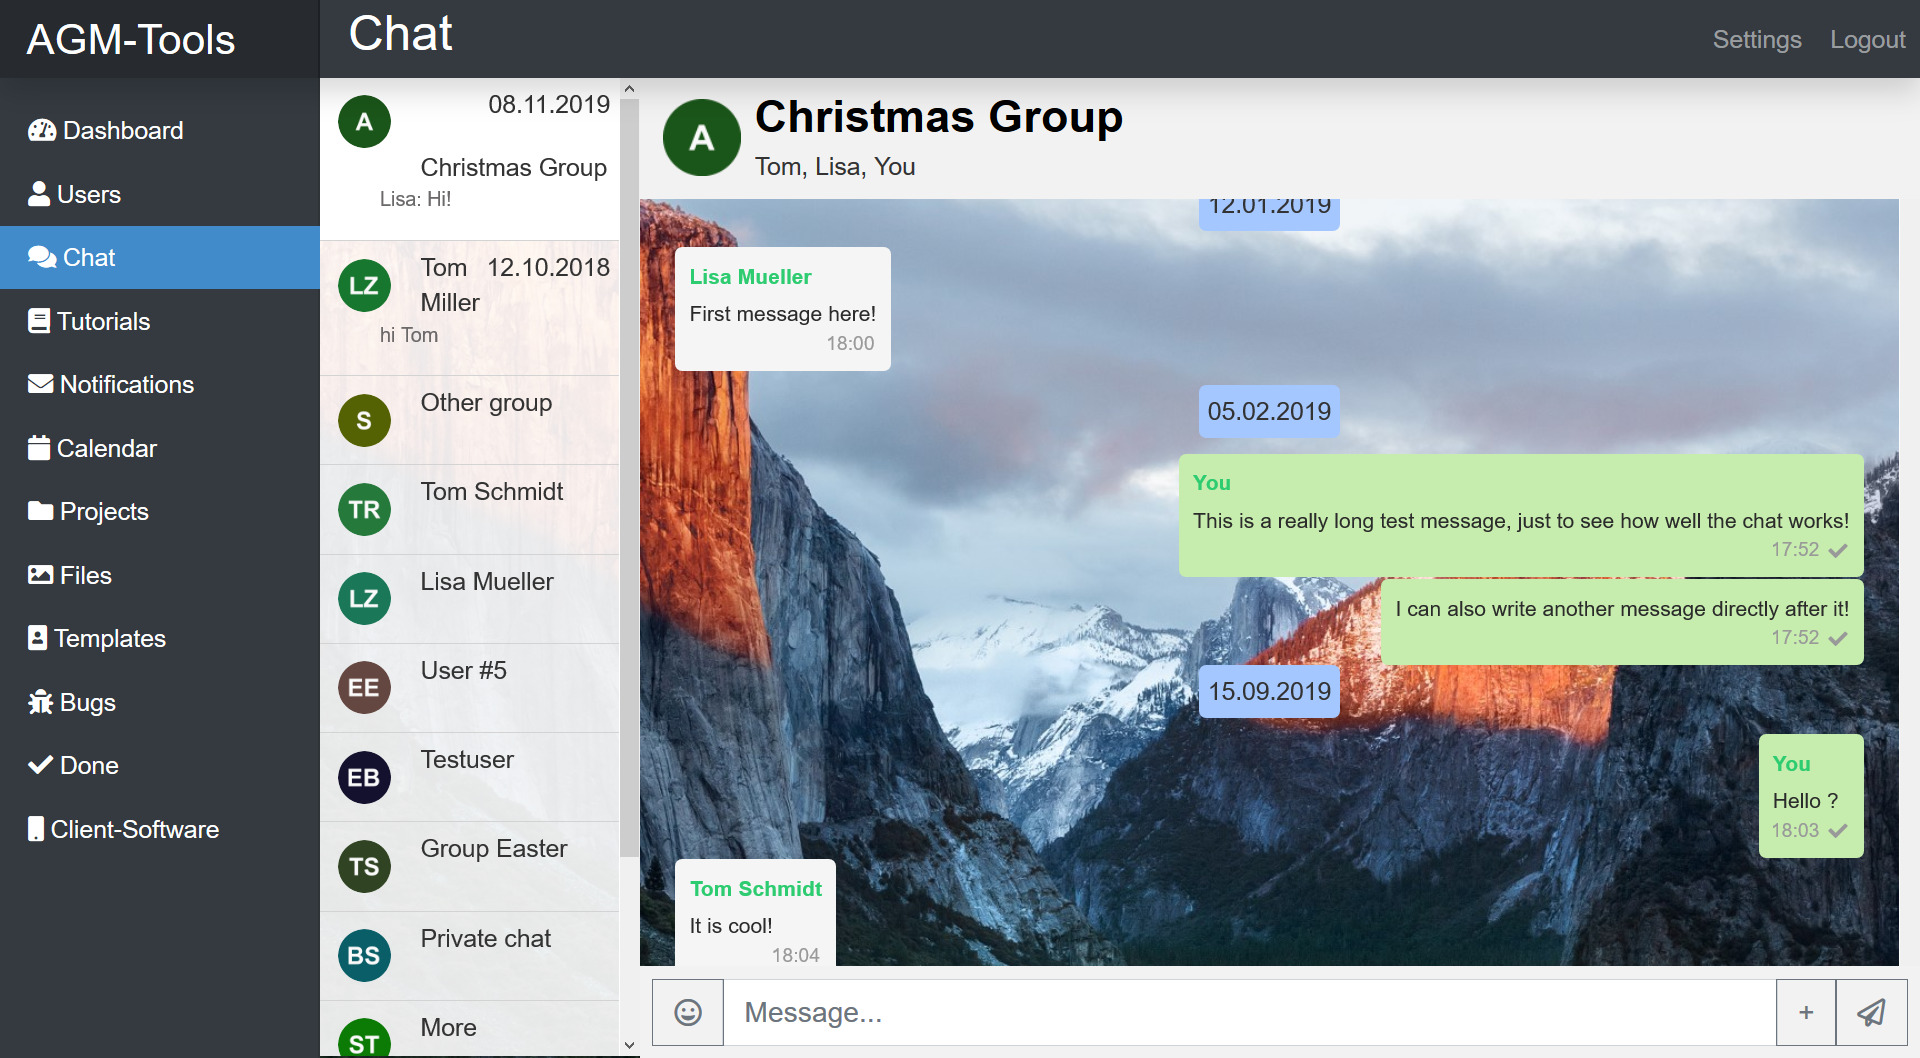 AGM-Tools
Chat
Settings
Logout
Dashboard
Users
Chat
Tutorials
Notifications
Calendar
Projects
Files
Templates
Bugs
Done
Client-Software
A
08.11.2019
Christmas Group
Lisa: Hi!
LZ
Tom
12.10.2018
Miller
hi Tom
S
Other group
TR
Tom Schmidt
LZ
Lisa Mueller
EE
User #5
EB
Testuser
TS
Group Easter
BS
Private chat
ST
More
A
Christmas Group
Tom, Lisa, You
12.01.2019
Lisa Mueller
First message here!
18:00
05.02.2019
You
This is a really long test message, just to see how well the chat works!
17:52
I can also write another message directly after it!
17:52
15.09.2019
You
Hello ?
18:03
Tom Schmidt
It is cool!
18:04
Message...
+